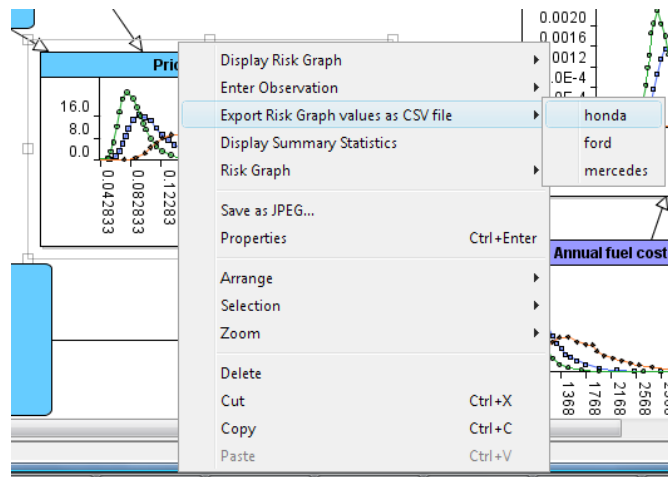 0.0020
0.0016
0012
.0E-4
Pric
16.0
8.0
0.0
0.042833
0.082833
0.122833
Display Risk Graph
Enter Observation
Export Risk Graph values as CSV file
honda
Display Summary Statistics
ford
Risk Graph
mercedes
Save as JPEG...
Properties Ctrl+Enter
Annual fuel cost
Arrange
Selection
Zoom
Delete
1368
1768
2168
2568
Cut Ctrl+X
Copy Ctrl+C
Paste Ctrl+V